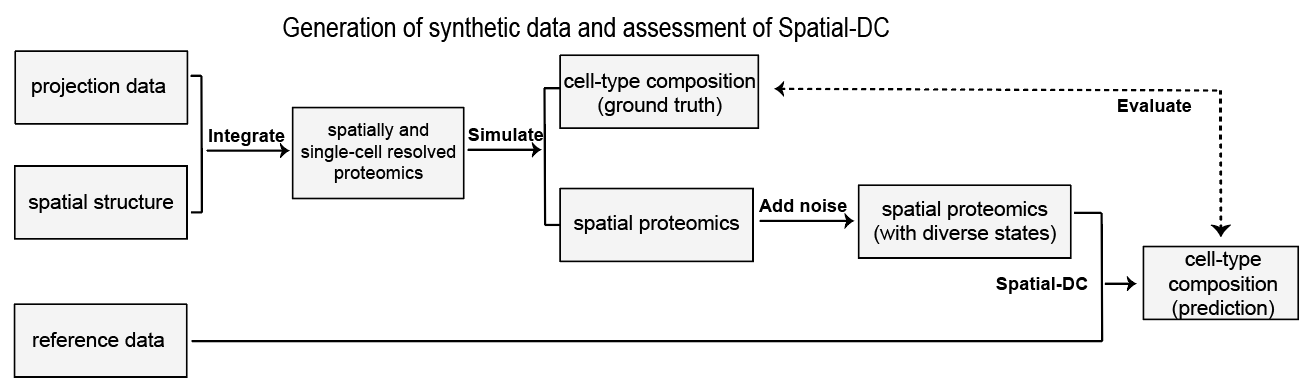 Generation of synthetic data and assessment of Spatial-DC
projection data
spatial structure
reference data
Integrate
spatially and
single-cell resolved
proteomics
Simulate
cell-type composition
(ground truth)
spatial proteomics
Add noise
spatial proteomics
(with diverse states)
Spatial-DC
Evaluate
cell-type
composition
(prediction)